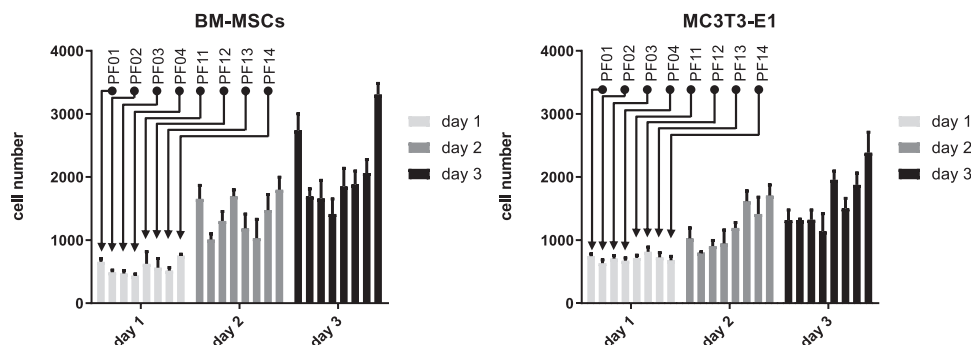 BM-MSCs
4000
3000
2000
1000
0
cell number
PF01
PF02
PF03
PF04
PF11
PF12
PF13
PF14
day 1
day 2
day 3
day 1
day 2
day 3
MC3T3-E1
4000
3000
2000
1000
0
cell number
PF01
PF02
PF03
PF04
PF11
PF12
PF13
PF14
day 1
day 2
day 3
day 1
day 2
day 3